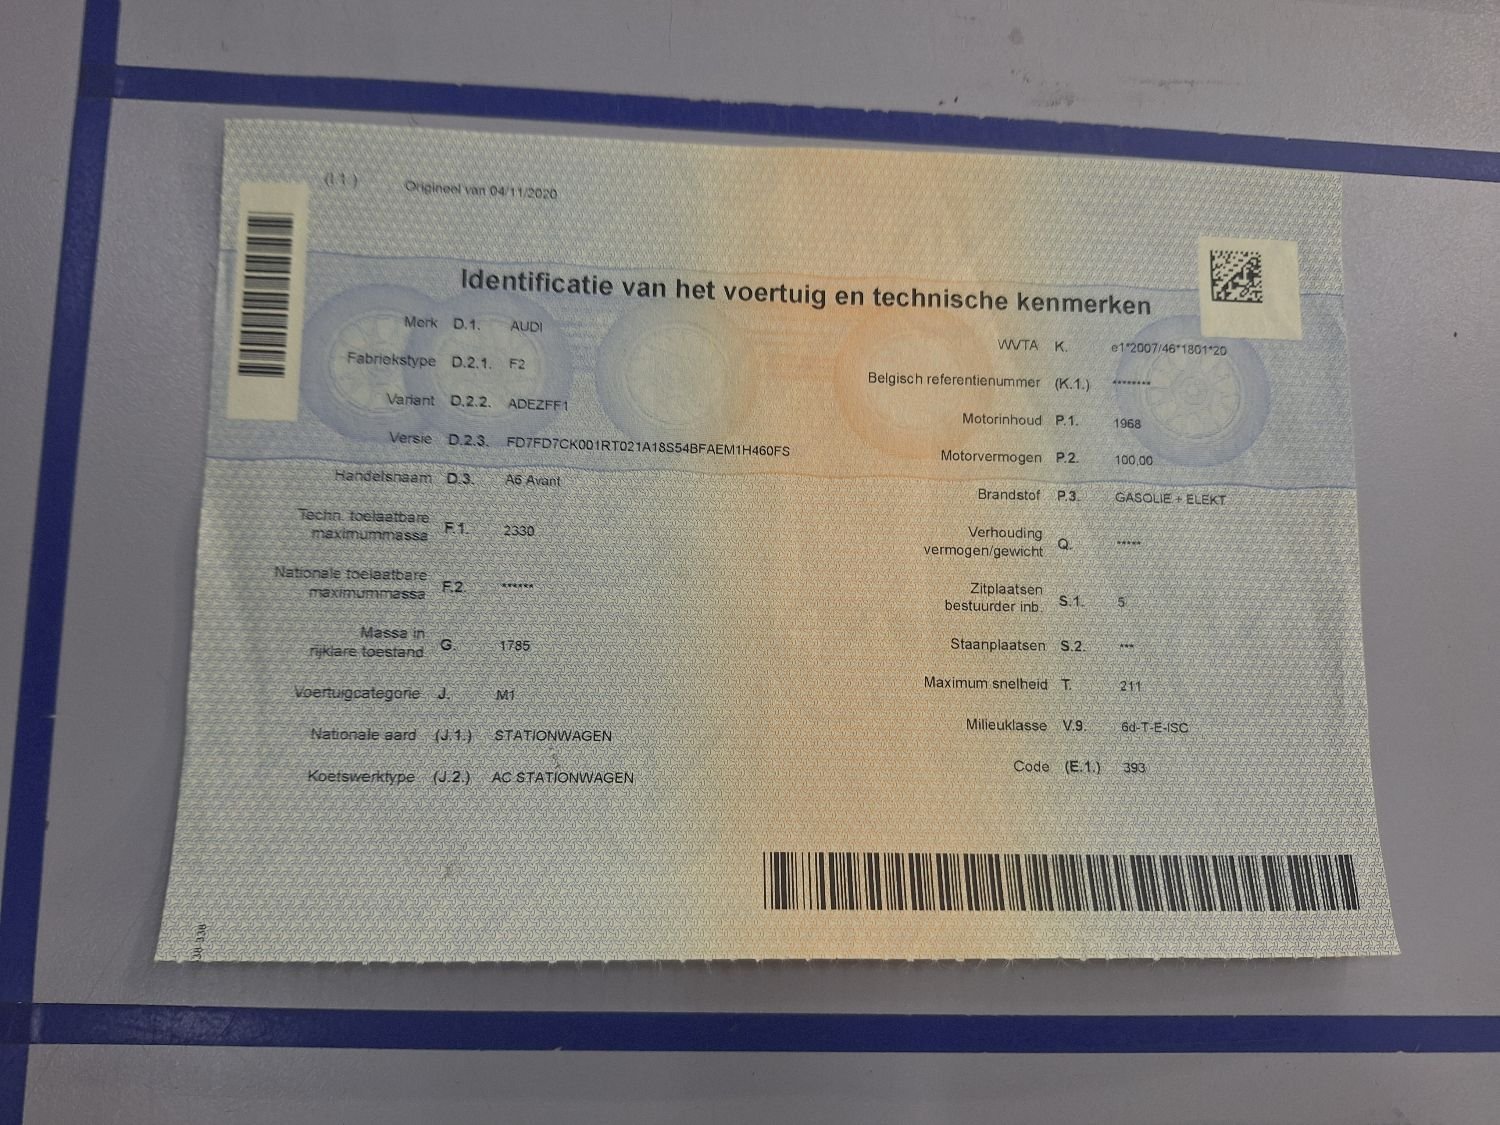 (I.1.) Origineel van 04/11/2020
Identificatie van het voertuig en technische kenmerken
Merk D.1. AUDI
Fabriekstype D.2.1. F2
Variant D.2.2. ADEZFF1
Versie D.2.3. FD7FD7CK001RT021A18S54BFAEM1H460FS
Handelsnaam D.3. A6 Avant
Techn. toelaatbare
maximummassa F.1. 2330
Nationale toelaatbare
maximummassa F.2. ******
Massa in
rijklare toestand G. 1785
Voertuigcategorie J. M1
Nationale aard (J.1.) STATIONWAGEN
Koetswerktype (J.2.) AC STATIONWAGEN
WVTA K. e1*2007/46*1801*20
Belgisch referentienummer (K.1.) ********
Motorinhoud P.1. 1968
Motorvermogen P.2. 100,00
Brandstof P.3. GASOLIE + ELEKT
Verhouding
vermogen/gewicht Q. *****
Zitplaatsen
bestuurder inb. S.1. 5
Staanplaatsen S.2. ***
Maximum snelheid T. 211
Milieuklasse V.9. 6d-T-E-ISC
Code (E.1.) 393